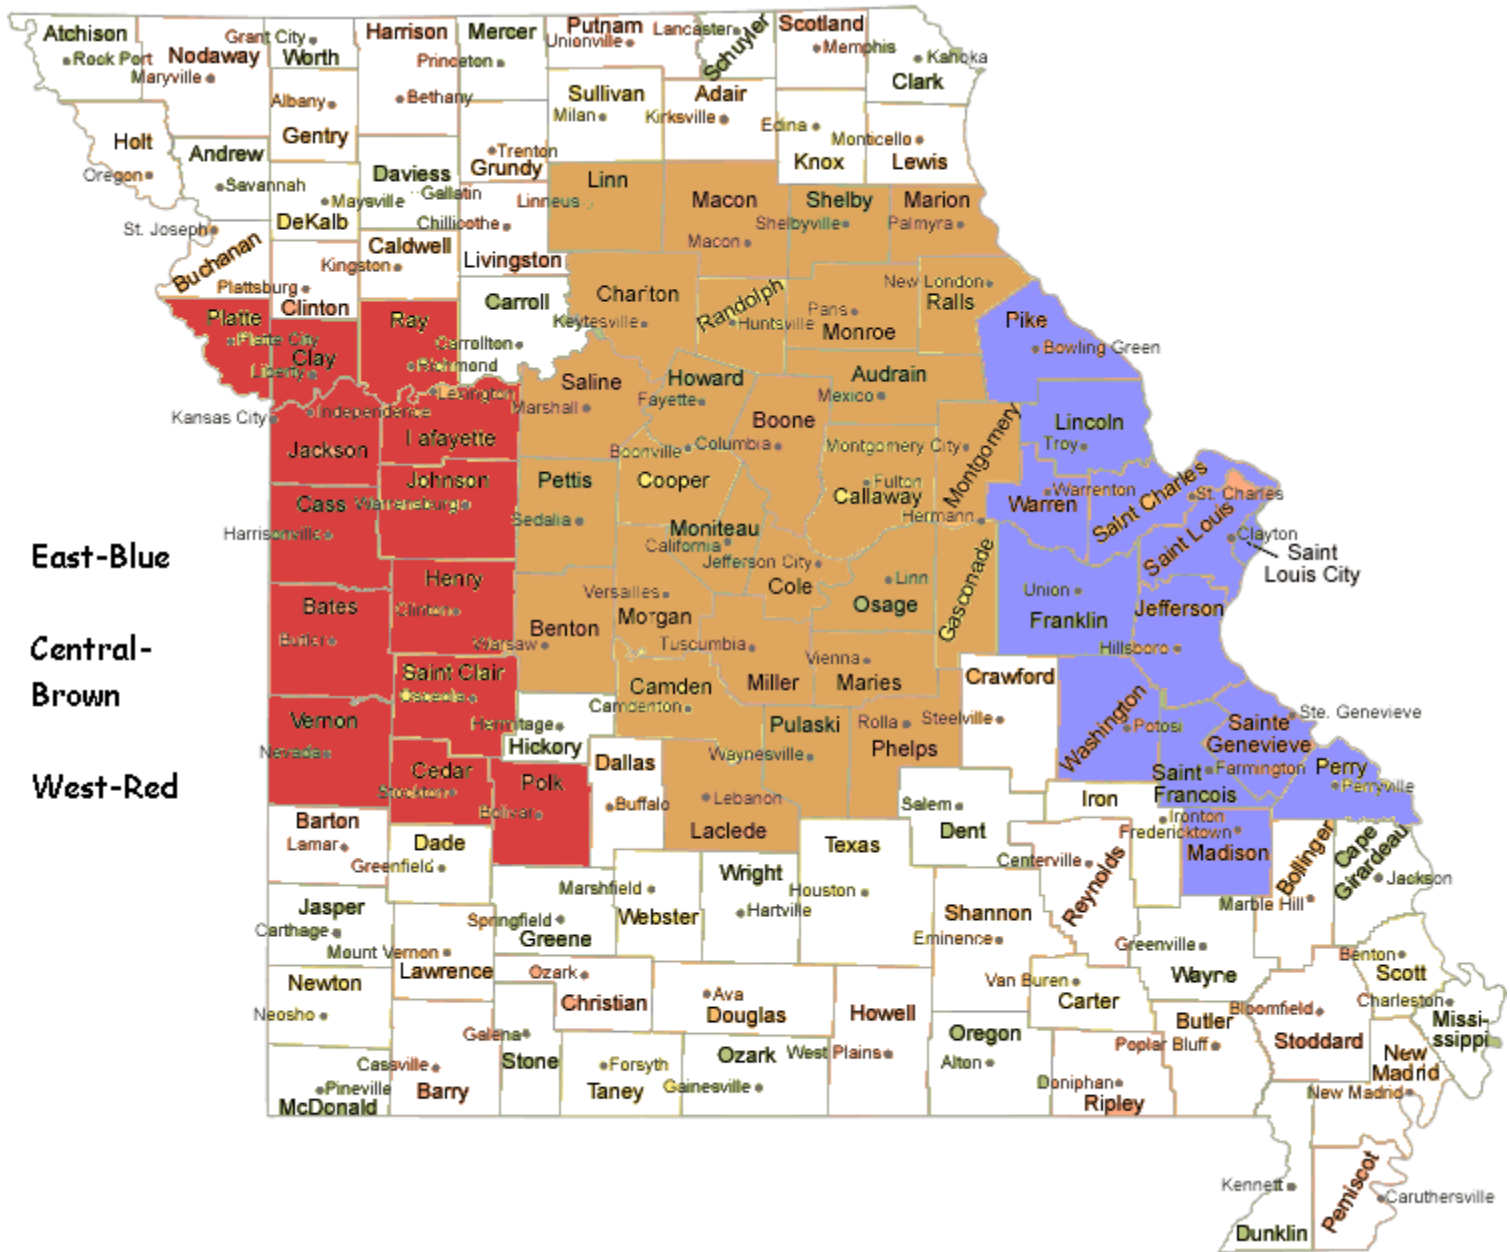 Atchison
Rock Port
Nodaway
Maryville
Grant City
Worth
Harrison
Bethany
Mercer
Princeton
Putnam
Unionville
Lancaster
Schuyler
Scotland
Memphis
Kahoka
Clark
Holt
Oregon
Andrew
Savannah
Albany
Gentry
DeKalb
Maysville
Daviess
Gallatin
Trenton
Grundy
Sullivan
Milan
Adair
Kirksville
Edina
Knox
Monticello
Lewis
St. Joseph
Buchanan
Plattsburg
Clinton
Kingston
Caldwell
Chillicothe
Livingston
Linn
Linneus
Macon
Macon
Shelby
Shelbyville
Marion
Palmyra
Platte
Platte City
Clay
Liberty
Ray
Richmond
Carroll
Carrollton
Chariton
Keytesville
Randolph
Huntsville
Paris
Monroe
New London
Ralls
Pike
Bowling Green
Kansas City
Independence
Jackson
Lexington
Lafayette
Saline
Marshall
Howard
Fayette
Boone
Columbia
Audrain
Mexico
Montgomery City
Montgomery
Lincoln
Troy
Cass
Harrisonville
Johnson
Warrensburg
Pettis
Sedalia
Boonville
Cooper
Moniteau
California
Callaway
Fulton
Hermann
Warren
Warrenton
Saint Charles
St. Charles
Saint Louis
Clayton
Saint
Louis City
East-Blue
Central-
Brown
West-Red
Bates
Butler
Henry
Clinton
Benton
Warsaw
Versailles
Morgan
Jefferson City
Cole
Linn
Osage
Gasconade
Union
Franklin
Jefferson
Hillsboro
Vernon
Nevada
Saint Clair
Osceola
Hermitage
Hickory
Camden
Camdenton
Tuscumbia
Miller
Vienna
Maries
Crawford
Steelville
Washington
Potosi
Sainte
Genevieve
Ste. Genevieve
Saint
Francois
Farmington
Perry
Perryville
Cedar
Stockton
Polk
Bolivar
Dallas
Buffalo
Laclede
Lebanon
Pulaski
Waynesville
Rolla
Phelps
Salem
Dent
Iron
Ironton
Fredericktown
Madison
Bollinger
Marble Hill
Cape
Girardeau
Jackson
Barton
Lamar
Dade
Greenfield
Jasper
Carthage
Mount Vernon
Lawrence
Springfield
Greene
Marshfield
Webster
Wright
Hartville
Texas
Houston
Shannon
Eminence
Centerville
Reynolds
Greenville
Wayne
Benton
Scott
Charleston
Missi-
ssippi
Newton
Neosho
McDonald
Pineville
Cassville
Barry
Galena
Stone
Ozark
Christian
Forsyth
Taney
Ava
Douglas
Ozark
Gainesville
Howell
West Plains
Oregon
Alton
Van Buren
Carter
Doniphan
Ripley
Butler
Poplar Bluff
Bloomfield
Stoddard
New
Madrid
New Madrid
Kennett
Dunklin
Pemiscot
Caruthersville